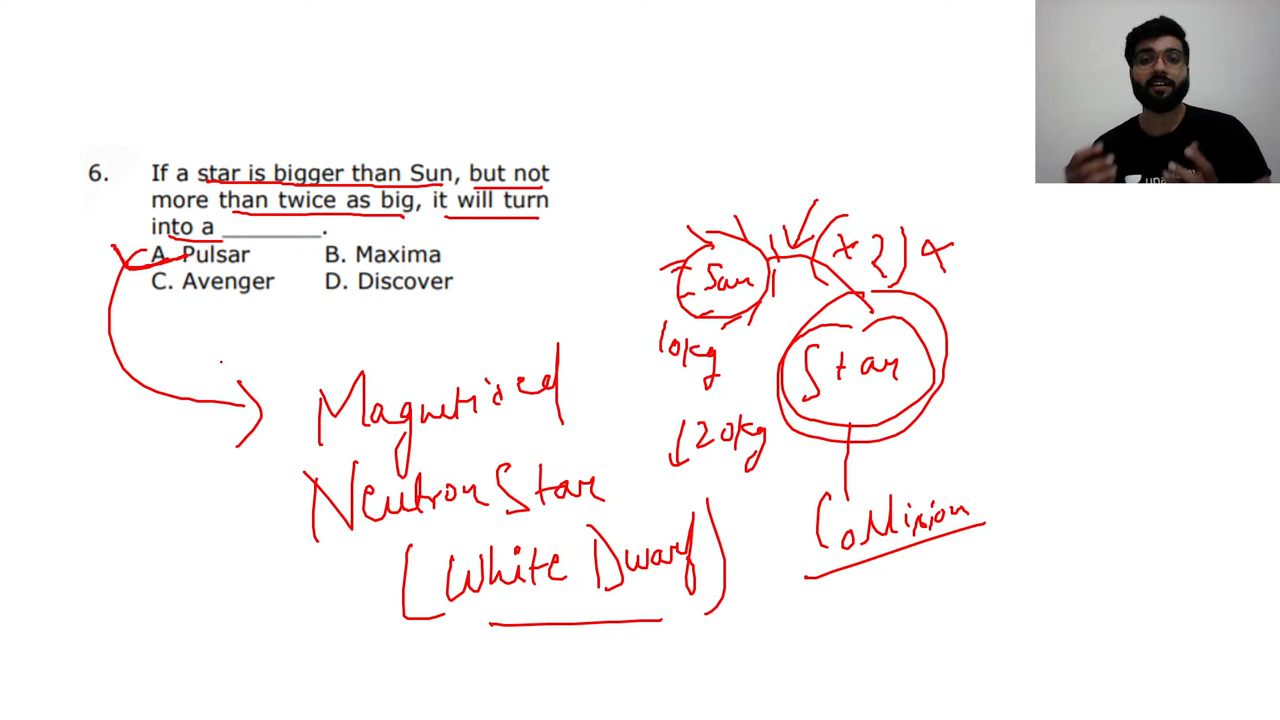 6. If a star is bigger than Sun, but not
more than twice as big, it will turn
into a ________.
A. Pulsar B. Maxima
C. Avenger D. Discover
Sun
(x2)
10kg
Star
20kg
Magnetized
Neutron Star
(White Dwarf)
Collision